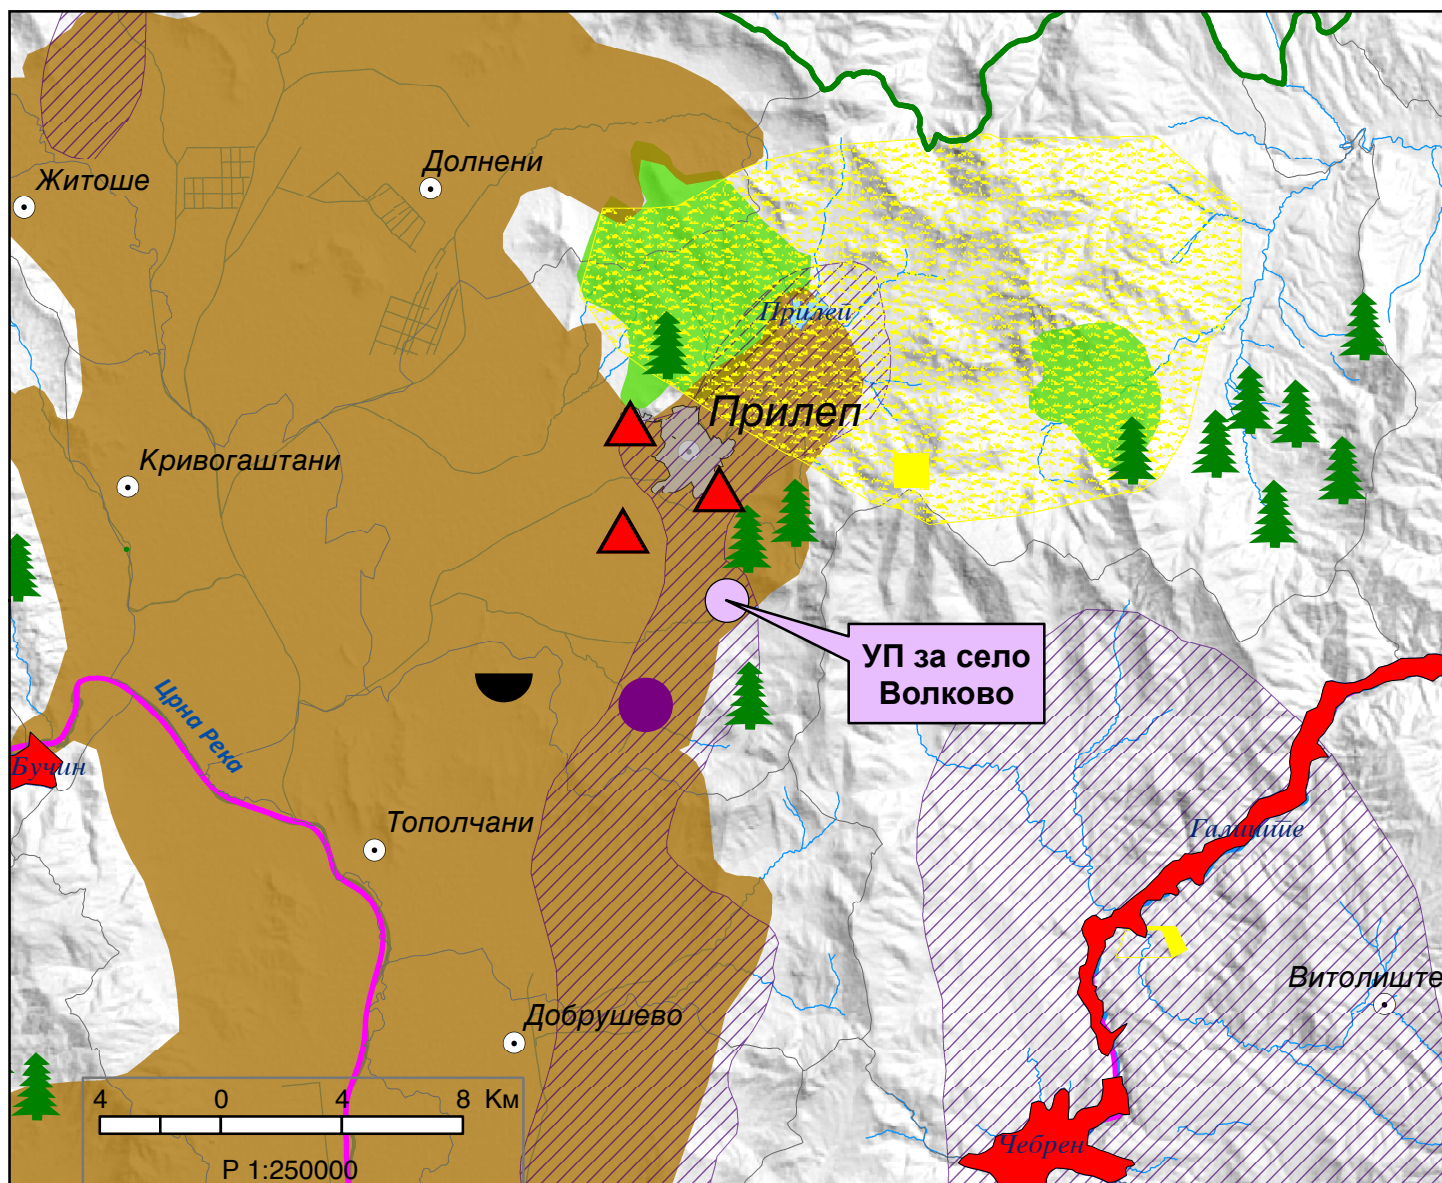 Долнени
Житоше
Прилеп
Прилеп
Кривогаштани
УП за село
Волково
Црна Река
Бучин
Тополчани
Галиште
Витолиште
Добрушево
4 0 4 8 Км
Р 1:250000
Чебрен